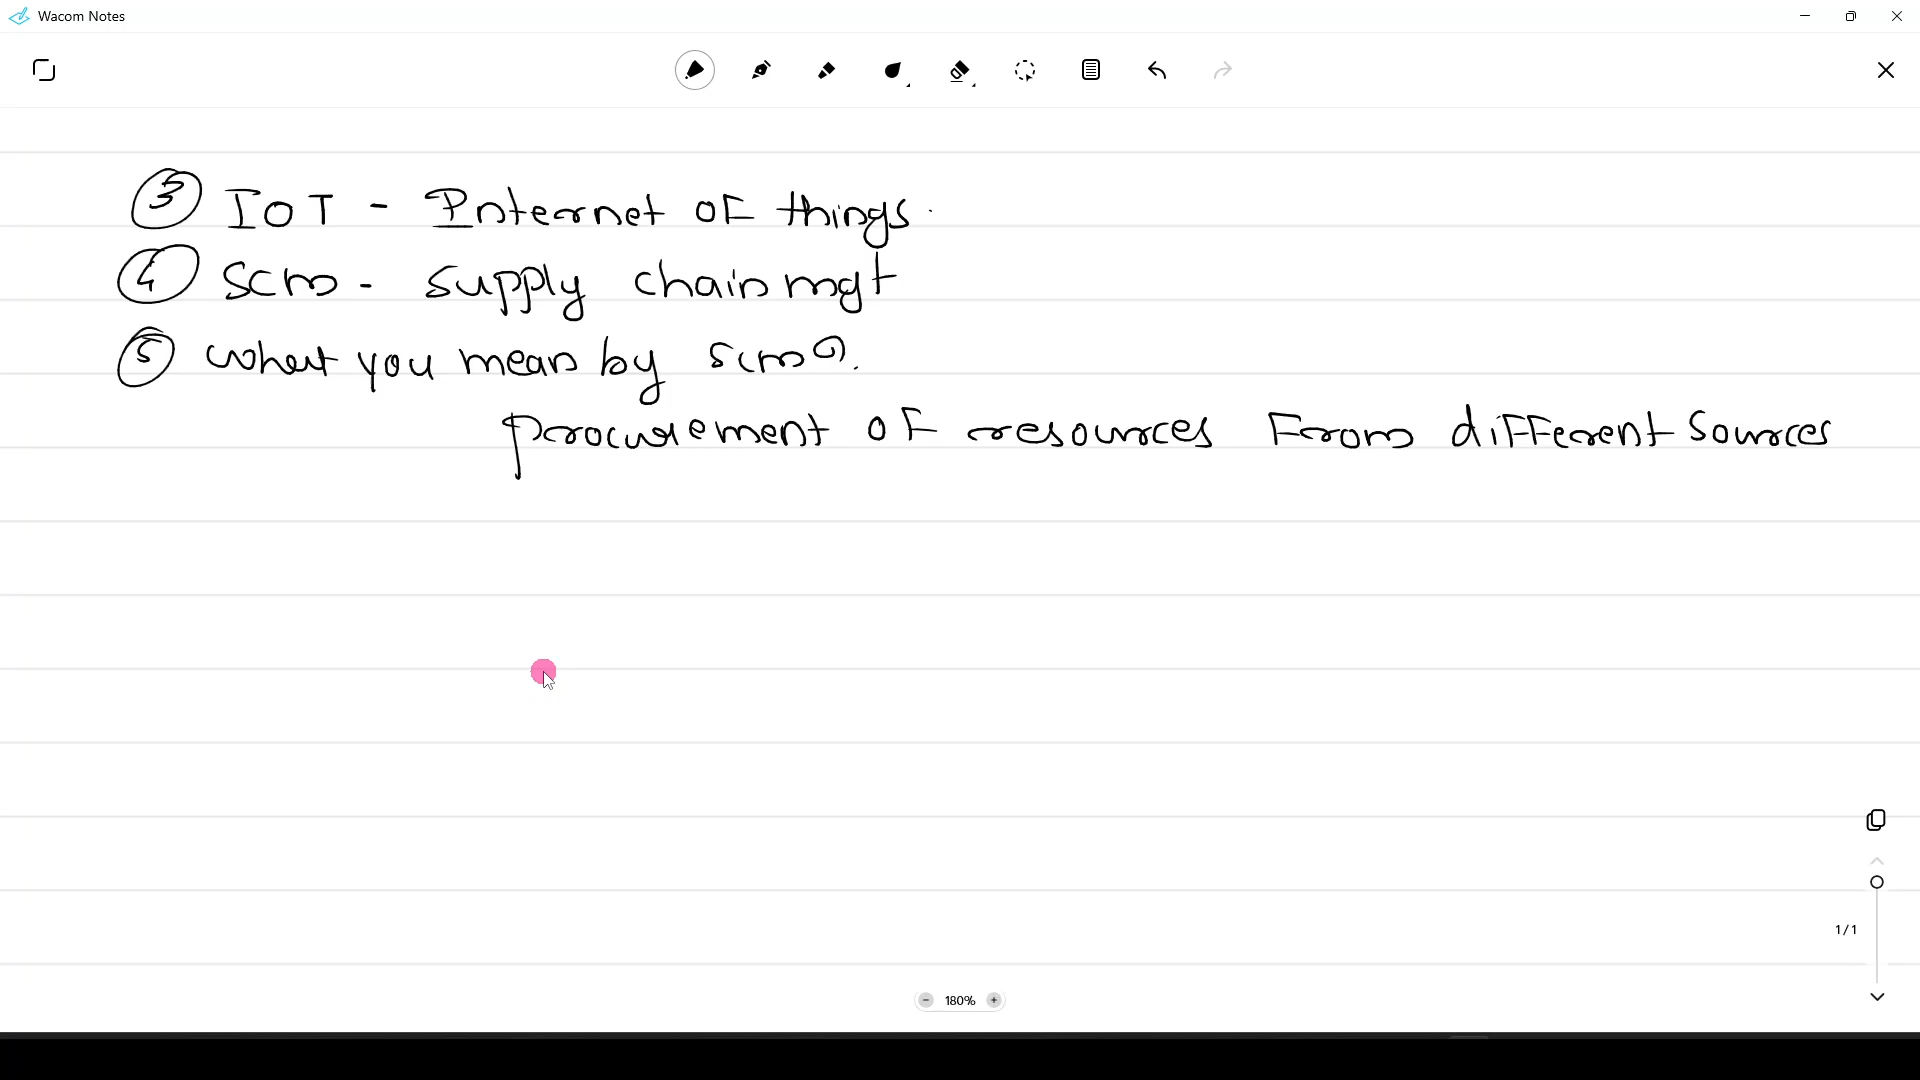 Wacom Notes
③ IOT - Internet OF things.
④ SCM - Supply chain mgt
⑤ What you mean by SCM?
Procurement OF resources From different Sources
1/1
180%